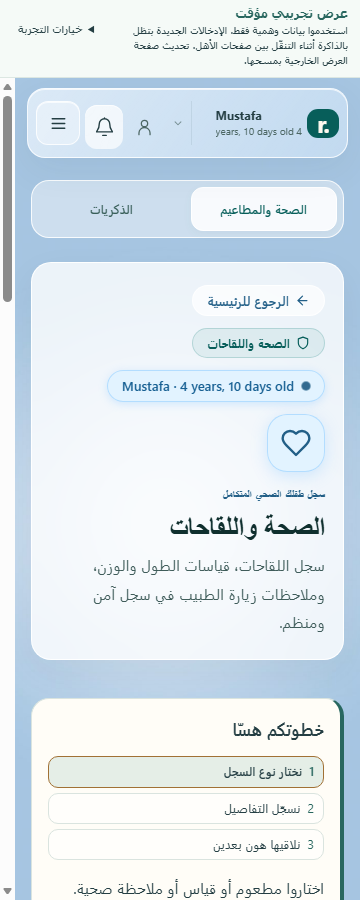 عرض تجريبي مؤقت
استخدموا بيانات وهمية فقط. الإدخالات الجديدة بتظل
بالذاكرة أثناء التنقّل بين صفحات الأهل. تحديث صفحة
العرض الخارجية بمسحها.
◄ خيارات التجربة
r.
Mustafa
years, 10 days old 4
الصحة والمطاعيم
الذكريات
الرجوع للرئيسية
الصحة واللقاحات
Mustafa · 4 years, 10 days old
سجل طفلك الصحي المتكامل
الصحة واللقاحات
سجل اللقاحات، قياسات الطول والوزن،
وملاحظات زيارة الطبيب في سجل آمن
ومنظم.
خطوتكم هسّا
1 نختار نوع السجل
2 نسجّل التفاصيل
3 نلاقيها هون بعدين
اختاروا مطعوم أو قياس أو ملاحظة صحية.